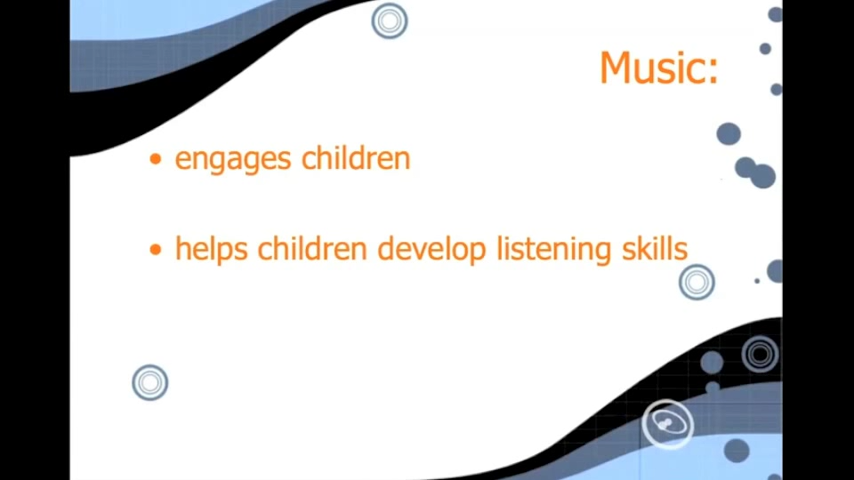 Music:
• engages children
• helps children develop listening skills